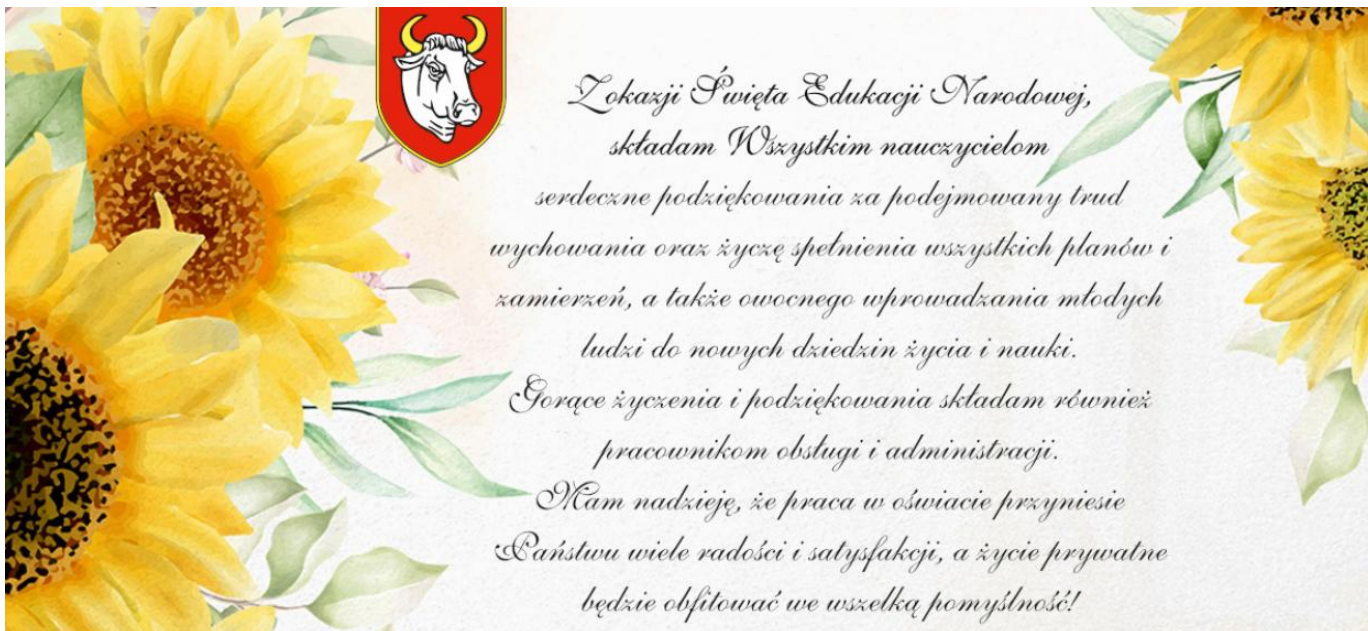 Z okazji Święta Edukacji Narodowej,
składam Wszystkim nauczycielom
serdeczne podziękowania za podejmowany trud
wychowania oraz życzę spełnienia wszystkich planów i
zamierzeń, a także owocnego wprowadzania młodych
ludzi do nowych dziedzin życia i nauki.
Gorące życzenia i podziękowania składam również
pracownikom obsługi i administracji.
Mam nadzieję, że praca w oświacie przyniesie
Państwu wiele radości i satysfakcji, a życie prywatne
będzie obfitować we wszelką pomyślność!